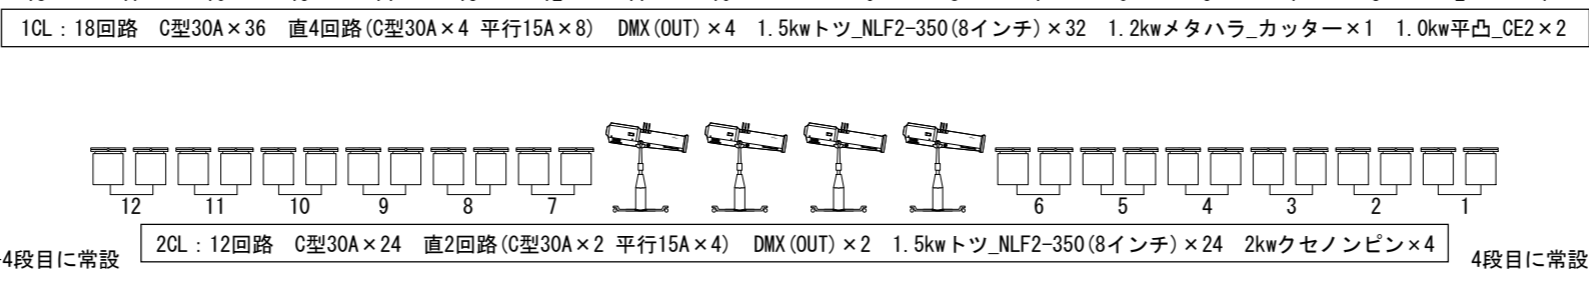 1CL：18回路　C型30A×36　直4回路(C型30A×4 平行15A×8)　DMX(OUT)×4　1.5kwトツ_NLF2-350(8インチ)×32　1.2kwメタハラ_カッター×1　1.0kw平凸_CE2×2
12 11 10 9 8 7 6 5 4 3 2 1
2CL：12回路　C型30A×24　直2回路(C型30A×2 平行15A×4)　DMX(OUT)×2　1.5kwトツ_NLF2-350(8インチ)×24　2kwクセノンピン×4
4段目に常設 4段目に常設